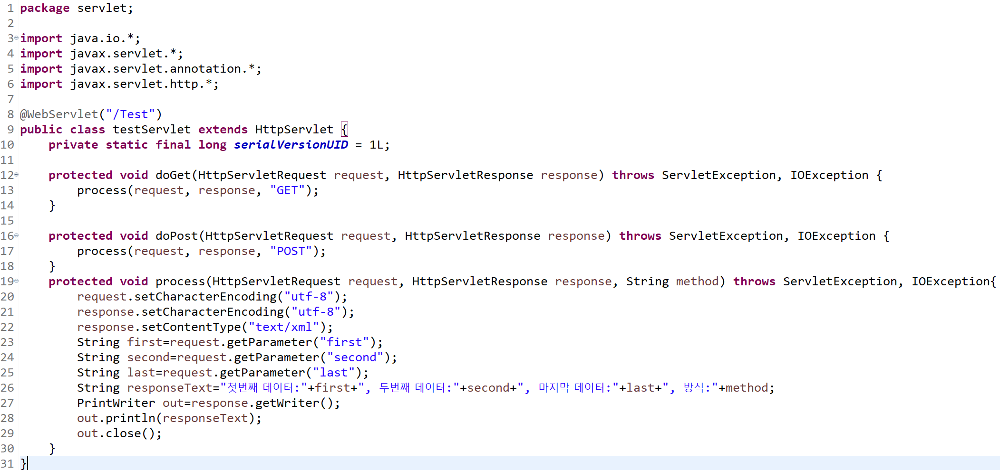 1 package servlet;
2
3 import java.io.*;
4 import javax.servlet.*;
5 import javax.servlet.annotation.*;
6 import javax.servlet.http.*;
7
8 @WebServlet("/Test")
9 public class testServlet extends HttpServlet {
10     private static final long serialVersionUID = 1L;
11
12     protected void doGet(HttpServletRequest request, HttpServletResponse response) throws ServletException, IOException {
13         process(request, response, "GET");
14     }
15
16     protected void doPost(HttpServletRequest request, HttpServletResponse response) throws ServletException, IOException {
17         process(request, response, "POST");
18     }
19     protected void process(HttpServletRequest request, HttpServletResponse response, String method) throws ServletException, IOException{
20         request.setCharacterEncoding("utf-8");
21         response.setCharacterEncoding("utf-8");
22         response.setContentType("text/xml");
23         String first=request.getParameter("first");
24         String second=request.getParameter("second");
25         String last=request.getParameter("last");
26         String responseText="첫번째 데이터:"+first+", 두번째 데이터:"+second+", 마지막 데이터:"+last+", 방식:"+method;
27         PrintWriter out=response.getWriter();
28         out.println(responseText);
29         out.close();
30     }
31 }